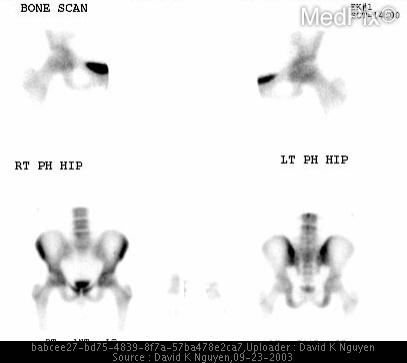 BONE SCAN
MedPix®
RT PH HIP
LT PH HIP
babcee27-bd75-4839-8f7a-57ba478e2ca7,Uploader : David K Nguyen
Source : David K Nguyen,09-23-2003